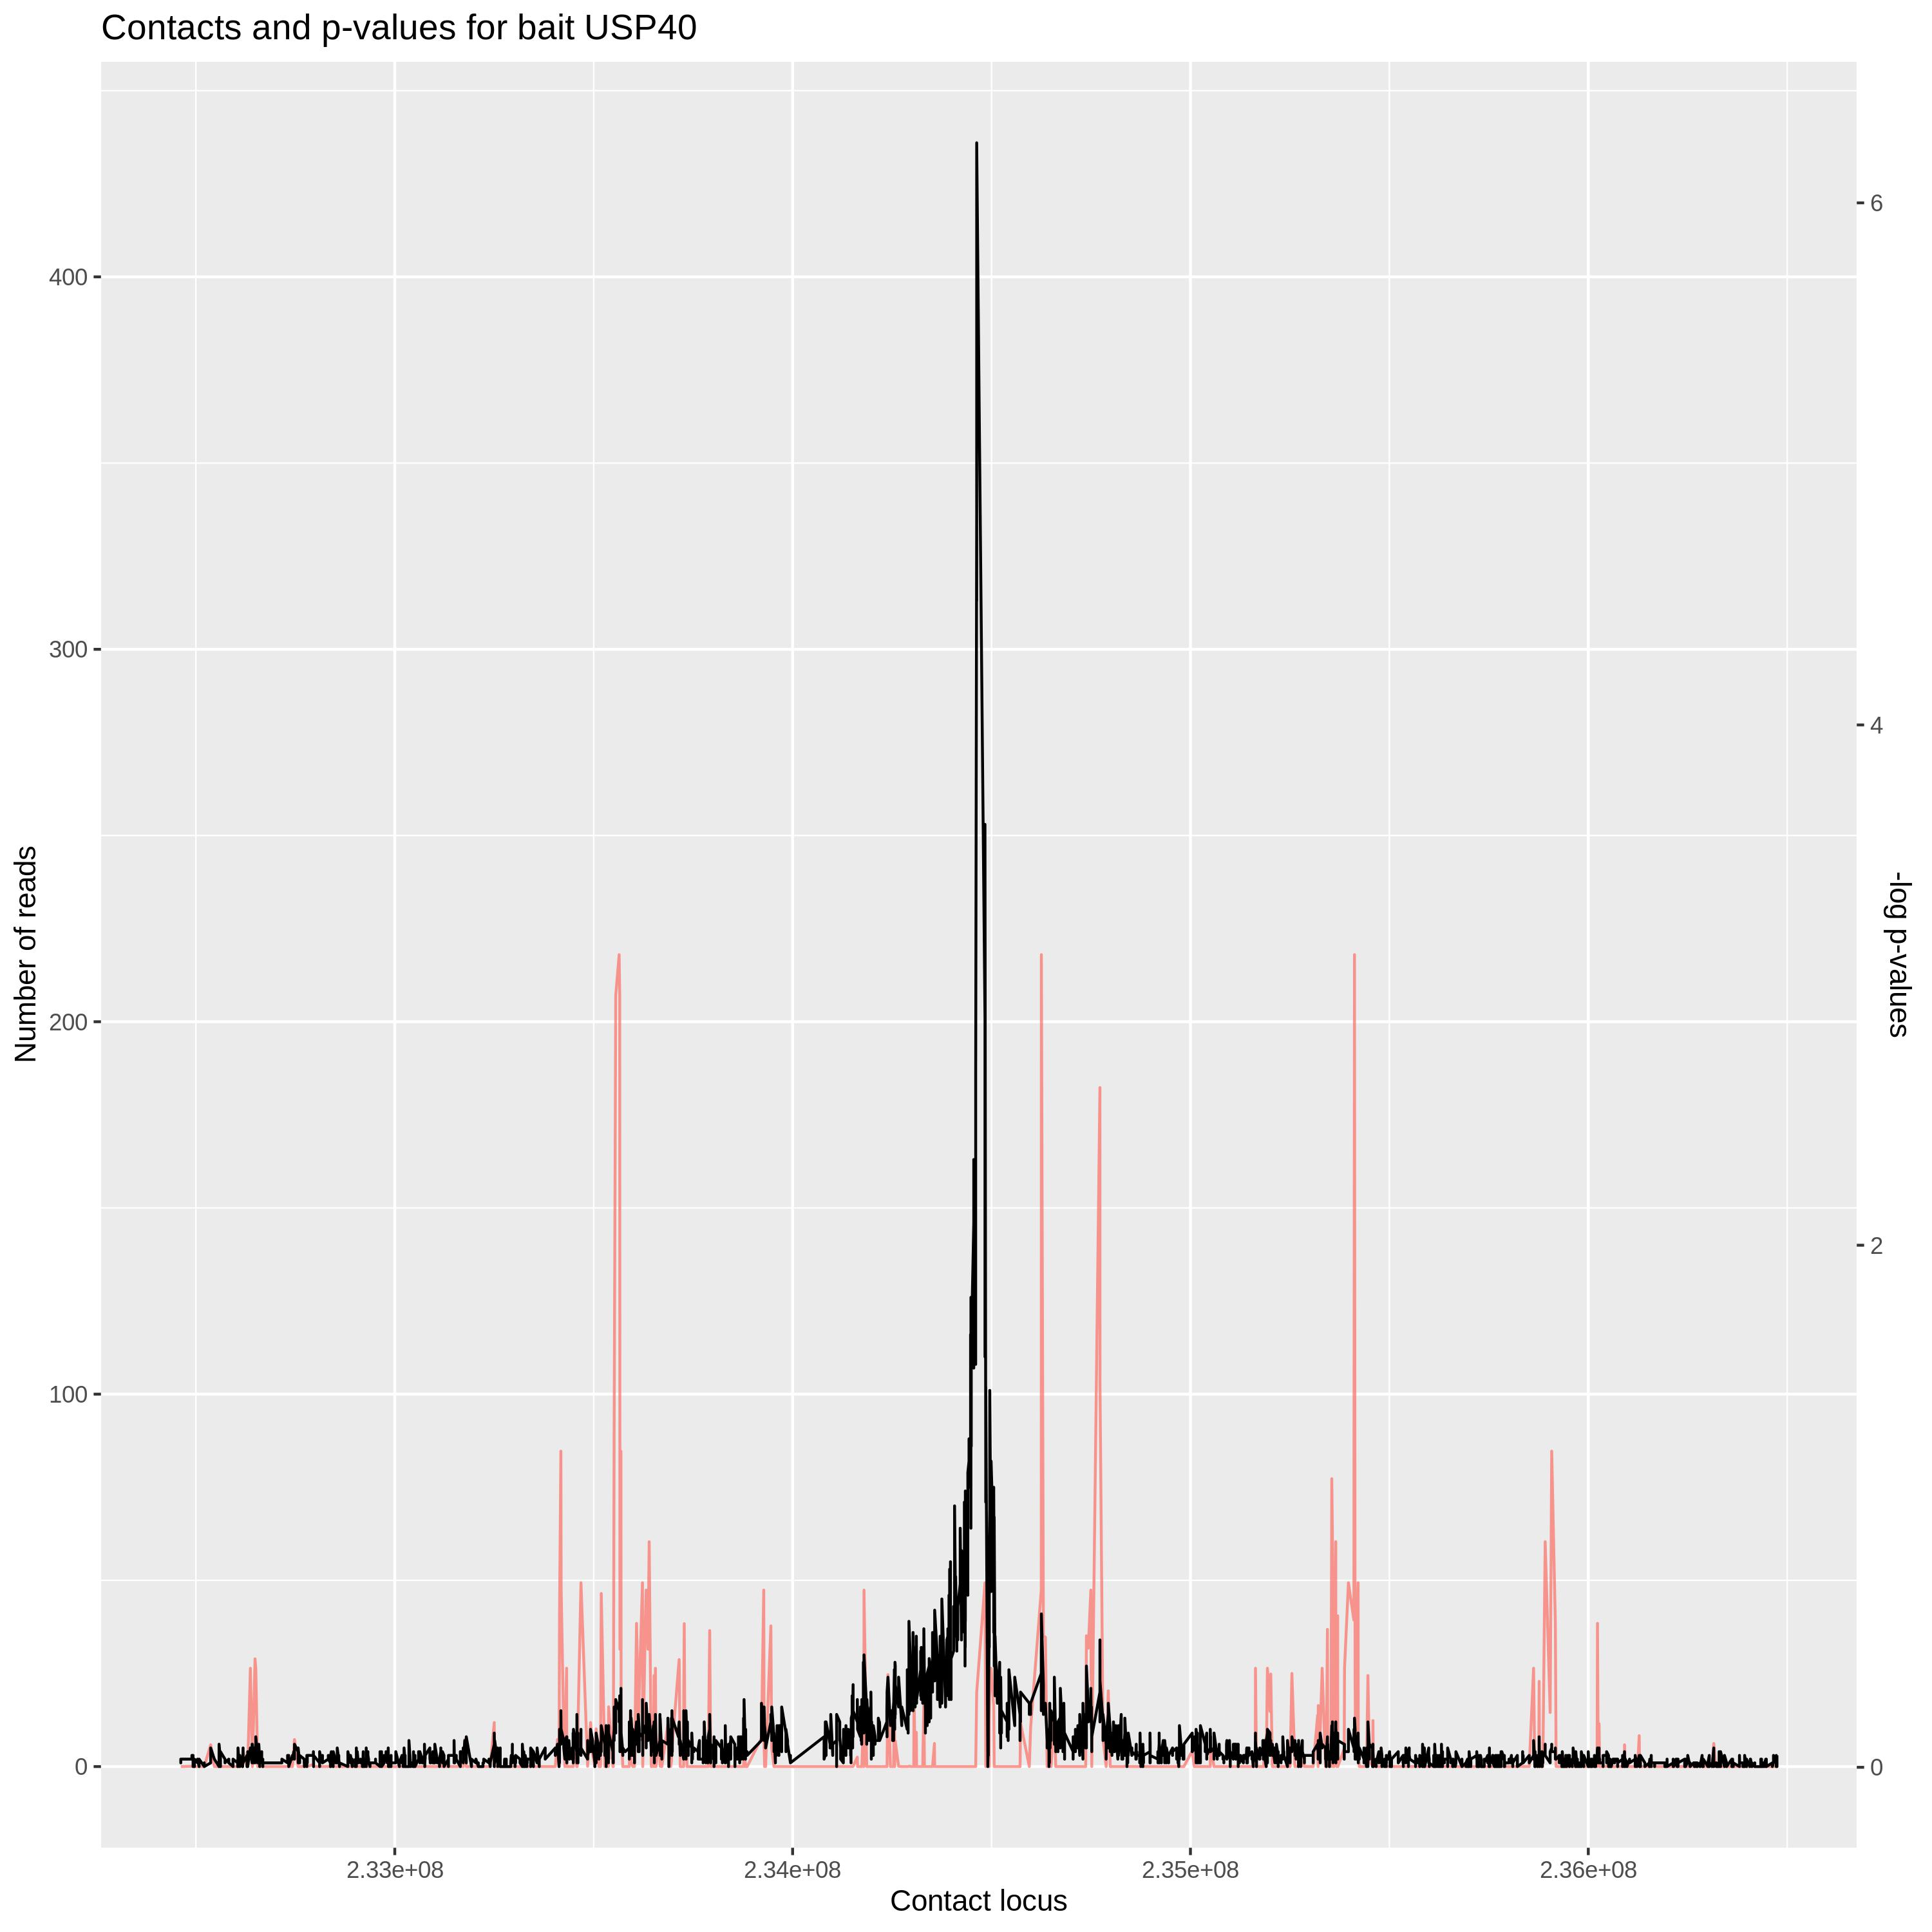 Contacts and p-values for bait USP40
400
300
200
100
0
Number of reads
6
4
2
0
-log p-values
2.33e+08
2.34e+08
2.35e+08
2.36e+08
Contact locus